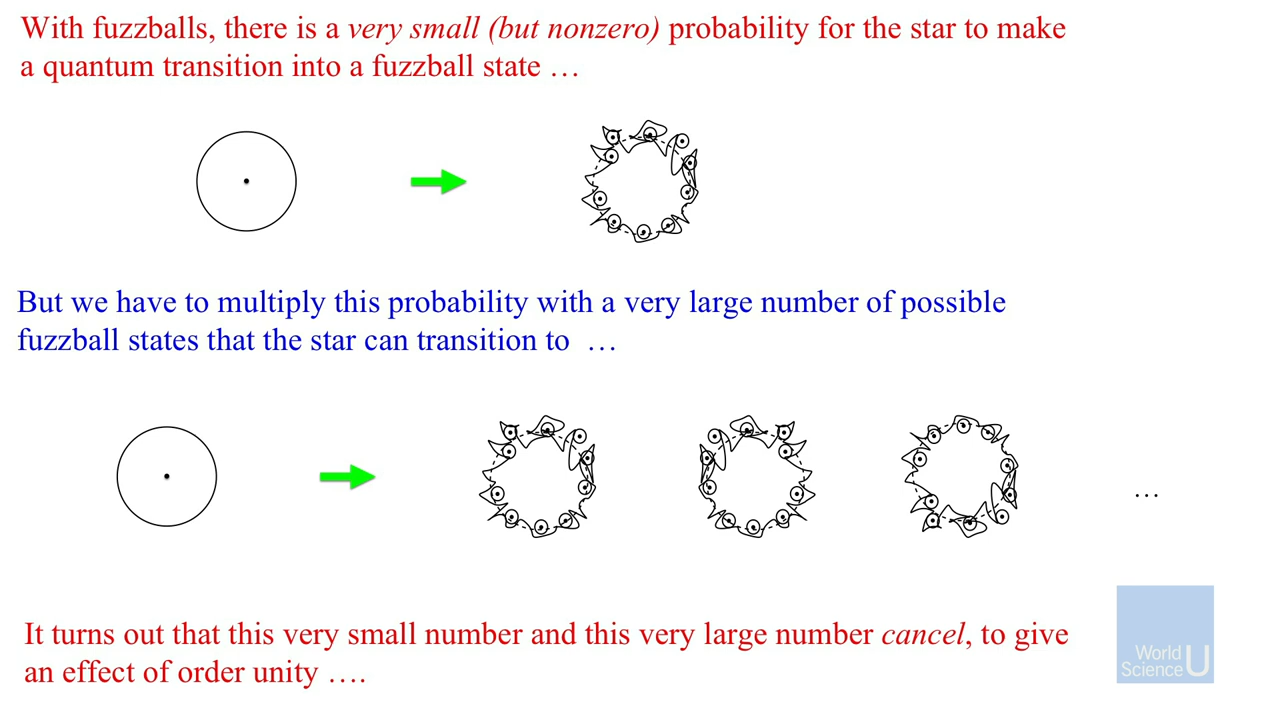 With fuzzballs, there is a very small (but nonzero) probability for the star to make
a quantum transition into a fuzzball state …
But we have to multiply this probability with a very large number of possible
fuzzball states that the star can transition to …
…
It turns out that this very small number and this very large number cancel, to give
an effect of order unity ….
World
Science U